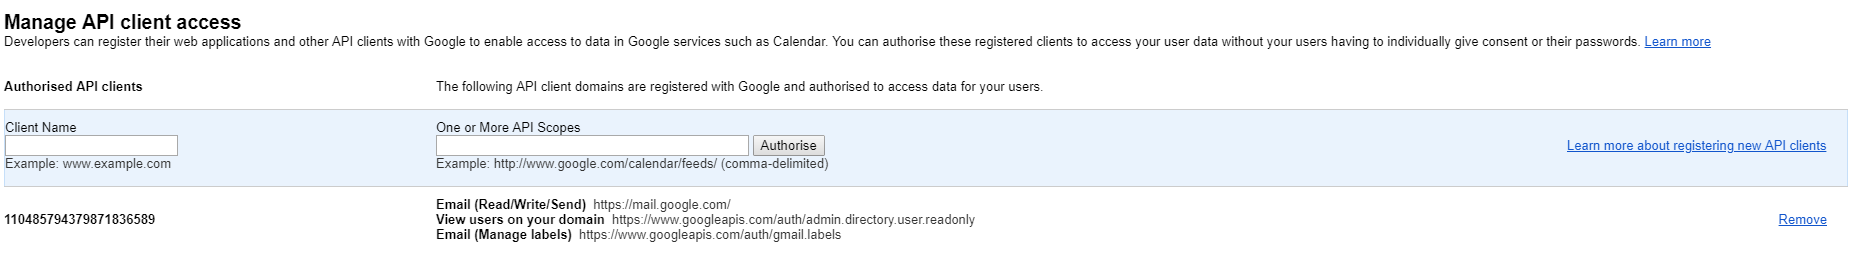 Manage API client access
Developers can register their web applications and other API clients with Google to enable access to data in Google services such as Calendar. You can authorise these registered clients to access your user data without your users having to individually give consent or their passwords. Learn more
Authorised API clients The following API client domains are registered with Google and authorised to access data for your users.
Client Name One or More API Scopes
Authorise Learn more about registering new API clients
Example: www.example.com Example: http://www.google.com/calendar/feeds/ (comma-delimited)
Email (Read/Write/Send) https://mail.google.com/
110485794379871836589 View users on your domain https://www.googleapis.com/auth/admin.directory.user.readonly Remove
Email (Manage labels) https://www.googleapis.com/auth/gmail.labels